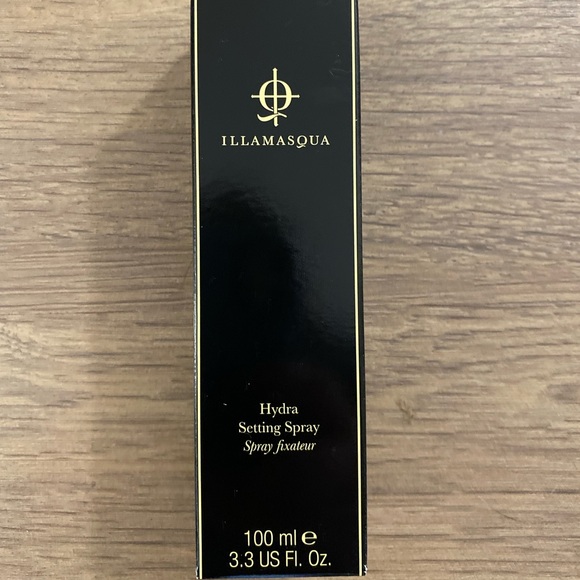 ILLAMASQUA
Hydra
Setting Spray
Spray fixateur
100 ml ℮
3.3 US Fl. Oz.